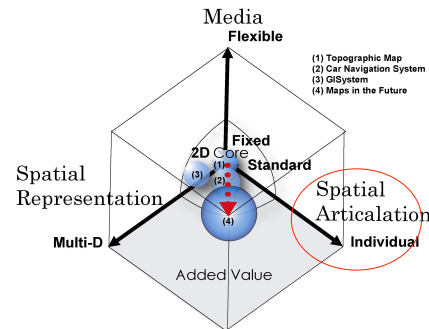 Media
Flexible
(1) Topographic Map
(2) Car Navigation System
(3) GISystem
(4) Maps in the Future
Fixed
2D Core
(1)
Standard
(3)
(2)
Spatial
Representation
Spatial
Articalation
(4)
Multi-D
Individual
Added Value